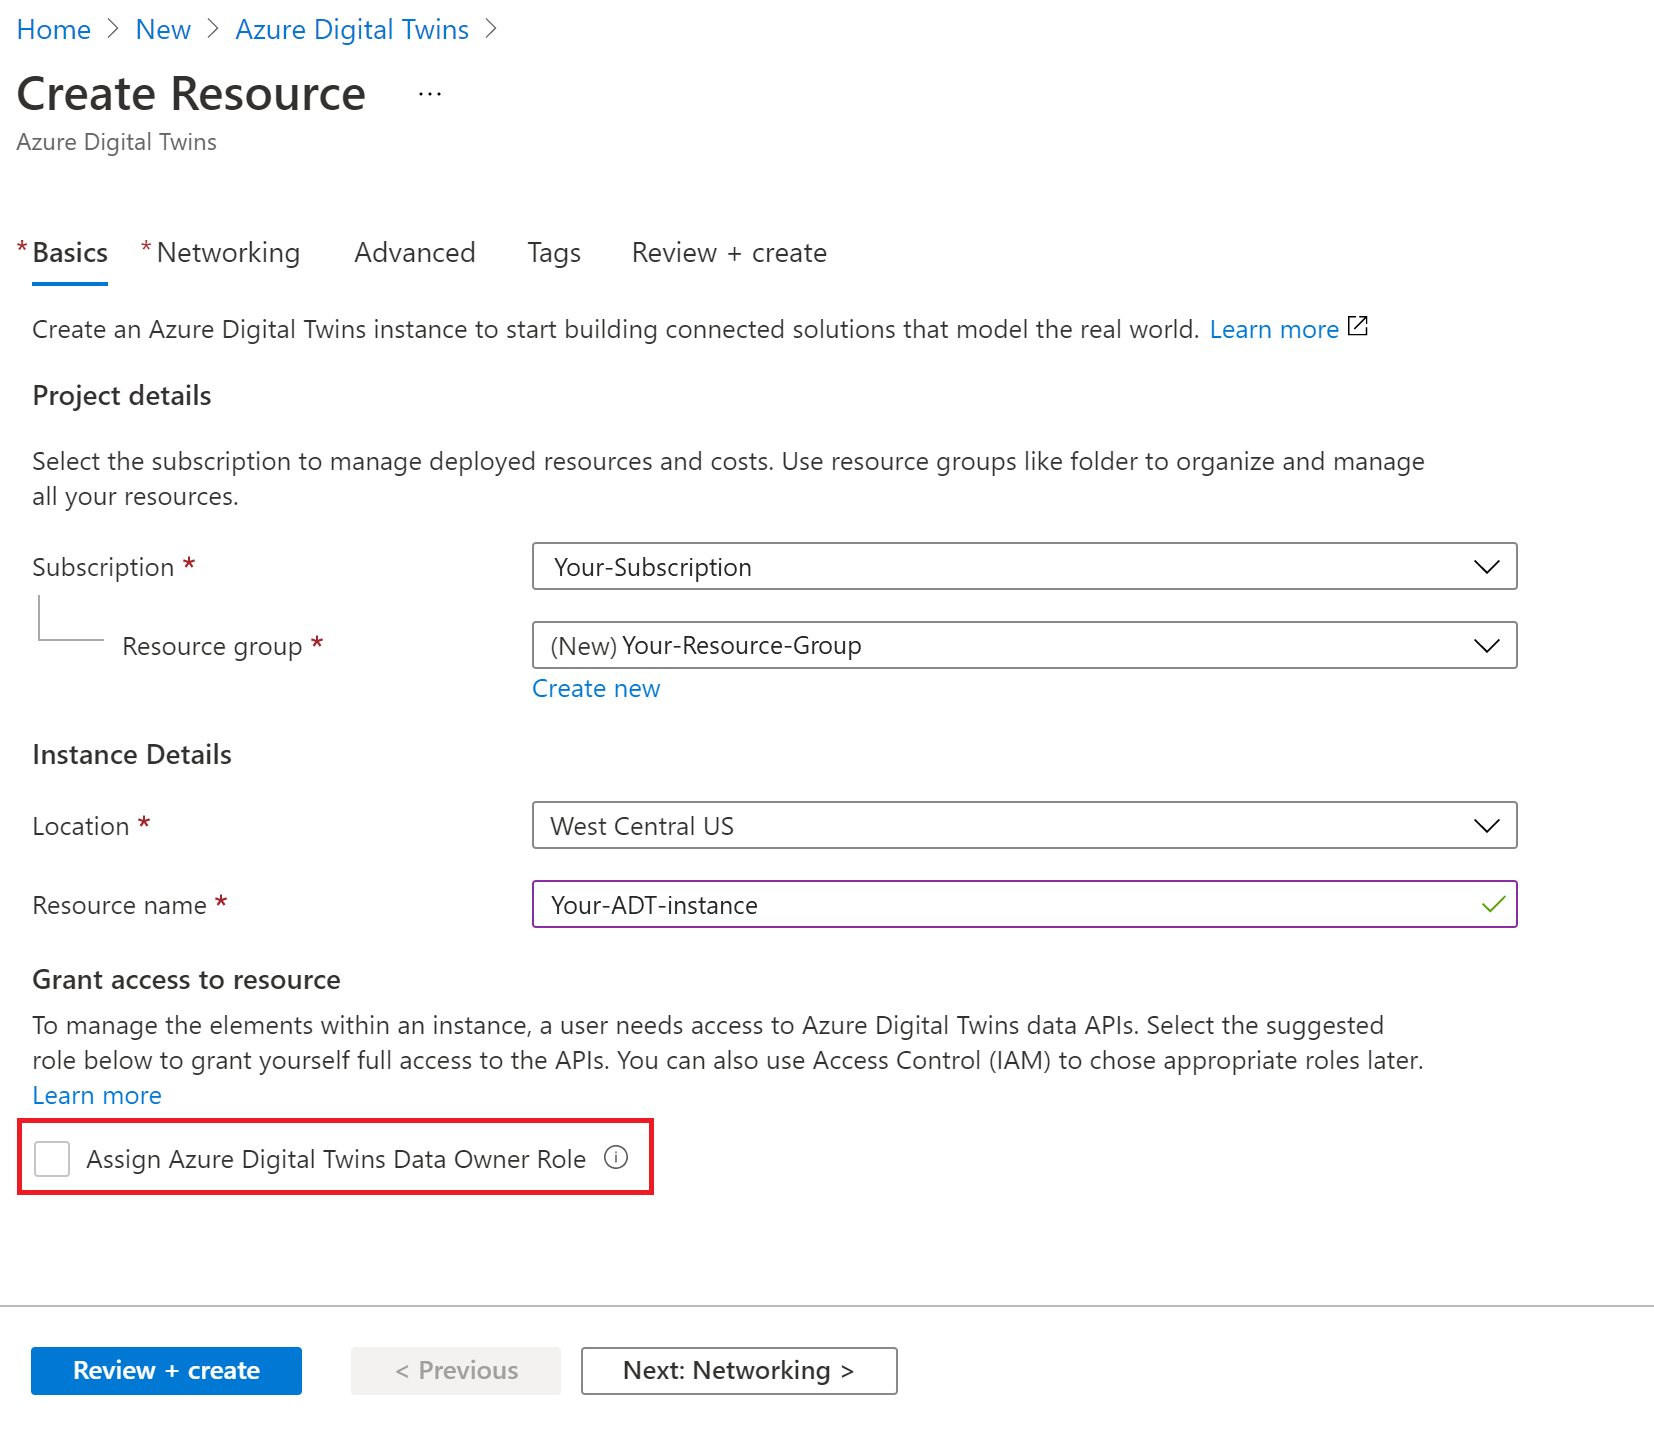 Home > New > Azure Digital Twins >
Create Resource ...
Azure Digital Twins
* Basics * Networking Advanced Tags Review + create
Create an Azure Digital Twins instance to start building connected solutions that model the real world. Learn more
Project details
Select the subscription to manage deployed resources and costs. Use resource groups like folder to organize and manage
all your resources.
Subscription * Your-Subscription
Resource group * (New) Your-Resource-Group
Create new
Instance Details
Location * West Central US
Resource name * Your-ADT-instance
Grant access to resource
To manage the elements within an instance, a user needs access to Azure Digital Twins data APIs. Select the suggested
role below to grant yourself full access to the APIs. You can also use Access Control (IAM) to chose appropriate roles later.
Learn more
Assign Azure Digital Twins Data Owner Role
Review + create < Previous Next: Networking >